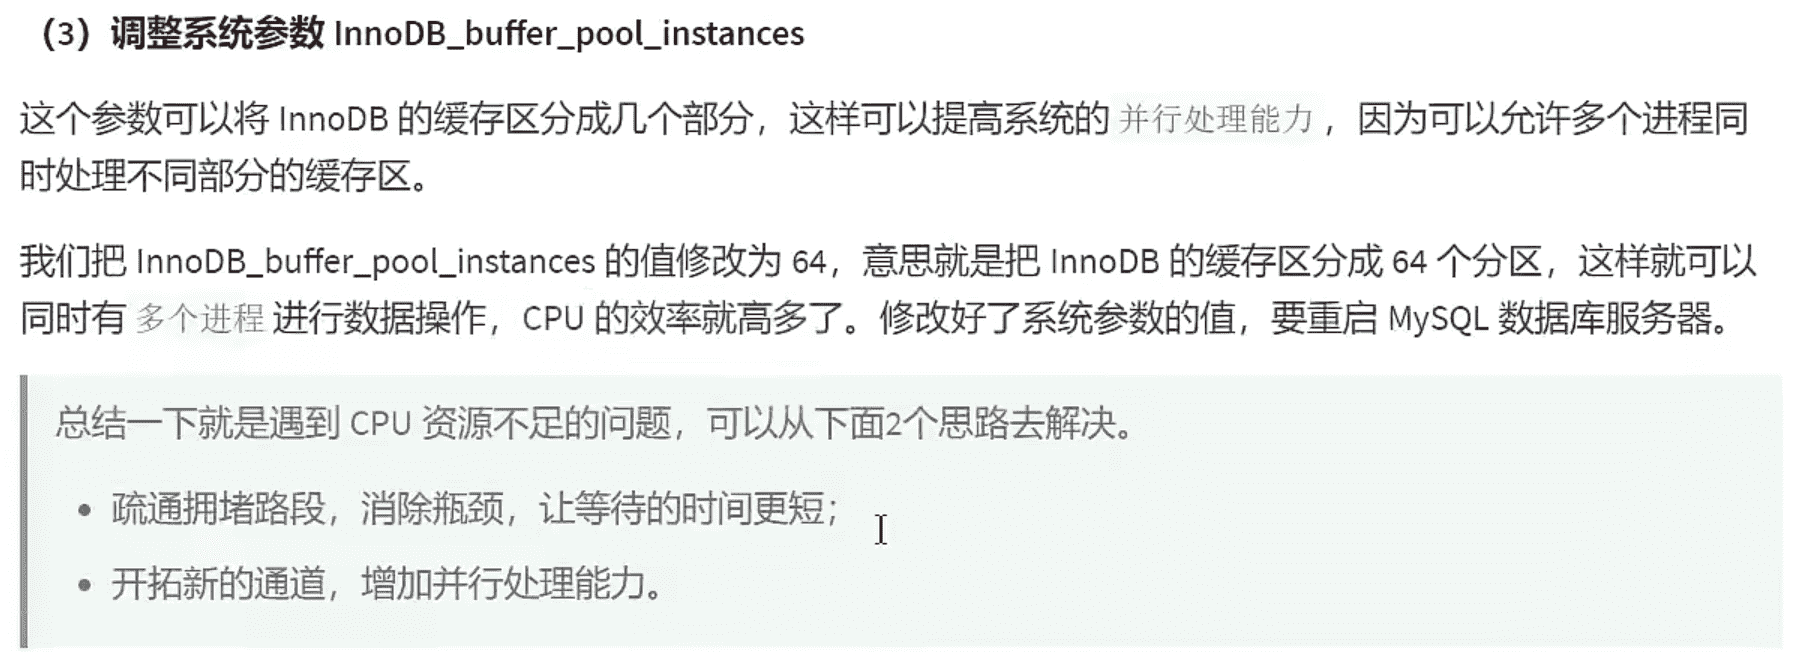 （3）调整系统参数 InnoDB_buffer_pool_instances
这个参数可以将 InnoDB 的缓存区分成几个部分，这样可以提高系统的 并行处理能力 ，因为可以允许多个进程同
时处理不同部分的缓存区。
我们把 InnoDB_buffer_pool_instances 的值修改为 64，意思就是把 InnoDB 的缓存区分成 64 个分区，这样就可以
同时有 多个进程 进行数据操作，CPU 的效率就高多了。修改好了系统参数的值，要重启 MySQL 数据库服务器。
总结一下就是遇到 CPU 资源不足的问题，可以从下面2个思路去解决。
• 疏通拥堵路段，消除瓶颈，让等待的时间更短；
• 开拓新的通道，增加并行处理能力。